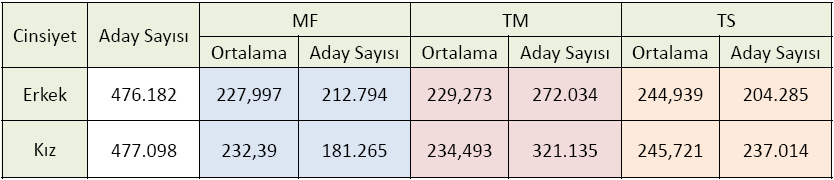 Cinsiyet Aday Sayısı MF TM TS
Ortalama Aday Sayısı Ortalama Aday Sayısı Ortalama Aday Sayısı
Erkek 476.182 227,997 212.794 229,273 272.034 244,939 204.285
Kız 477.098 232,39 181.265 234,493 321.135 245,721 237.014